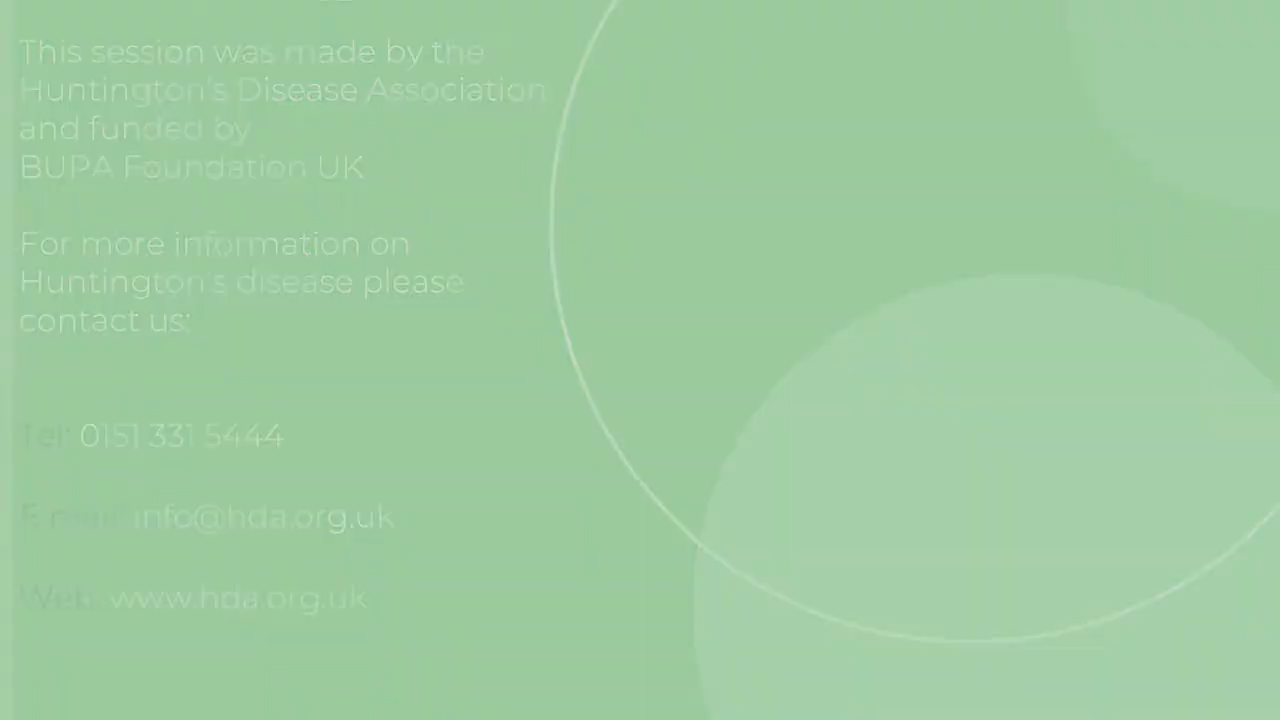 This session was made by the
Huntington's Disease Association
and funded by
BUPA Foundation UK
For more information on
Huntington's disease please
contact us:
Tel: 0151 331 5444
E mail: info@hda.org.uk
Web: www.hda.org.uk